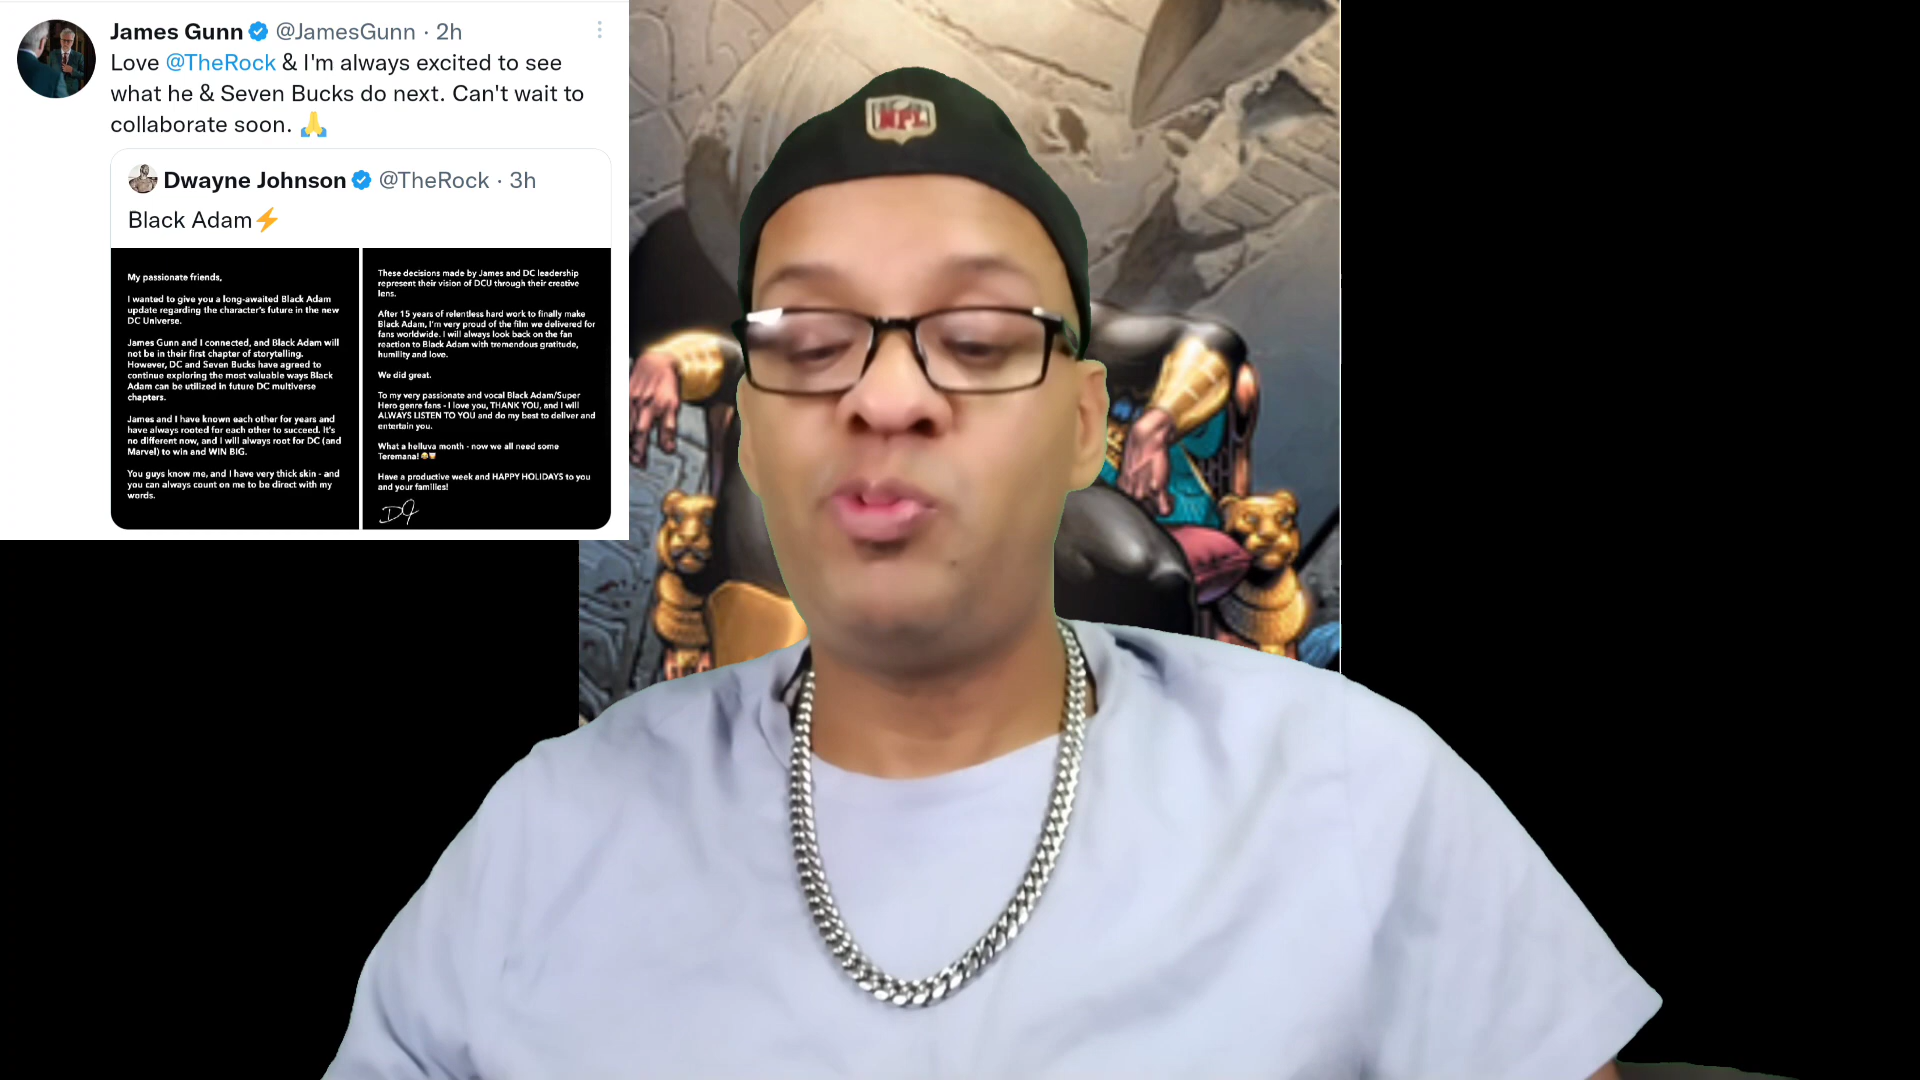 James Gunn @JamesGunn · 2h
Love @TheRock & I'm always excited to see
what he & Seven Bucks do next. Can't wait to
collaborate soon. 🙏
Dwayne Johnson @TheRock · 3h
Black Adam⚡
My passionate friends,
I wanted to give you a long-awaited Black Adam
update regarding the character's future in the new
DC Universe.
James Gunn and I connected, and Black Adam will
not be in their first chapter of storytelling.
However, DC and Seven Bucks have agreed to
continue exploring the most valuable ways Black
Adam can be utilized in future DC multiverse
chapters.
James and I have known each other for years and
have always rooted for each other to succeed. It's
no different now, and I will always root for DC (and
Marvel) to win and WIN BIG.
You guys know me, and I have very thick skin - and
you can always count on me to be direct with my
words.
These decisions made by James and DC leadership
represent their vision of DCU through their creative
lens.
After 15 years of relentless hard work to finally make
Black Adam, I'm very proud of the film we delivered for
fans worldwide. I will always look back on the fan
reaction to Black Adam with tremendous gratitude,
humility and love.
We did great.
To my very passionate and vocal Black Adam/Super
Hero genre fans - I love you, THANK YOU, and I will
ALWAYS LISTEN TO YOU and do my best to deliver and
entertain you.
What a helluva month - now we all need some
Teremana! 😂🥃
Have a productive week and HAPPY HOLIDAYS to you
and your families!
DJ
NFL